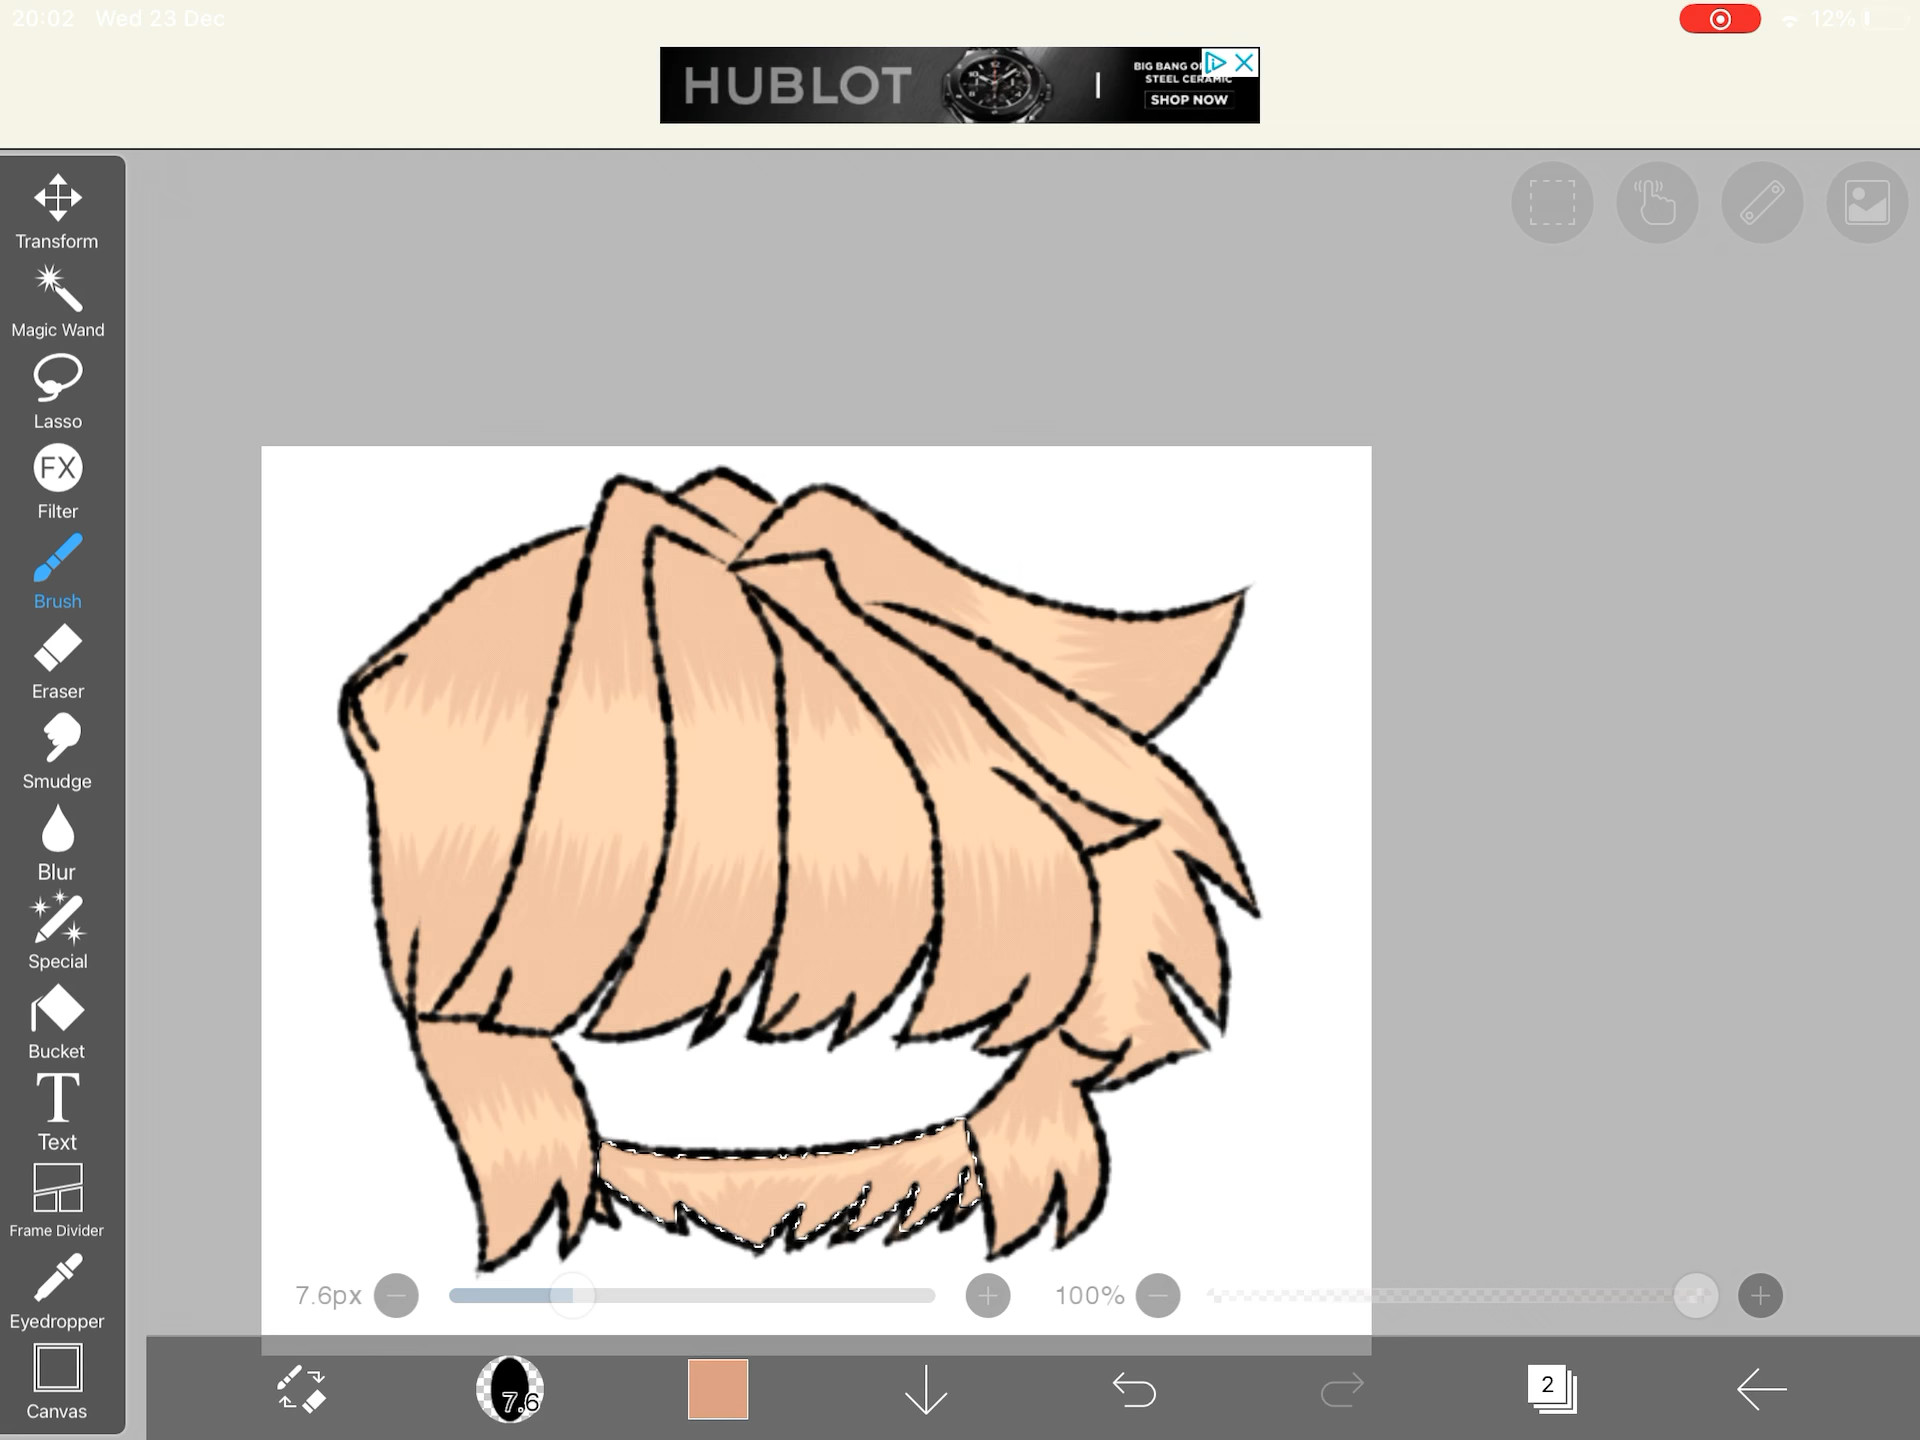 20:02 Wed 23 Dec
12%
HUBLOT
BIG BANG
STEEL CERAMIC
SHOP NOW
Transform
Magic Wand
Lasso
FX
Filter
Brush
Eraser
Smudge
Blur
Special
Bucket
T
Text
Frame Divider
Eyedropper
Canvas
7.6px
100%
7.6
2